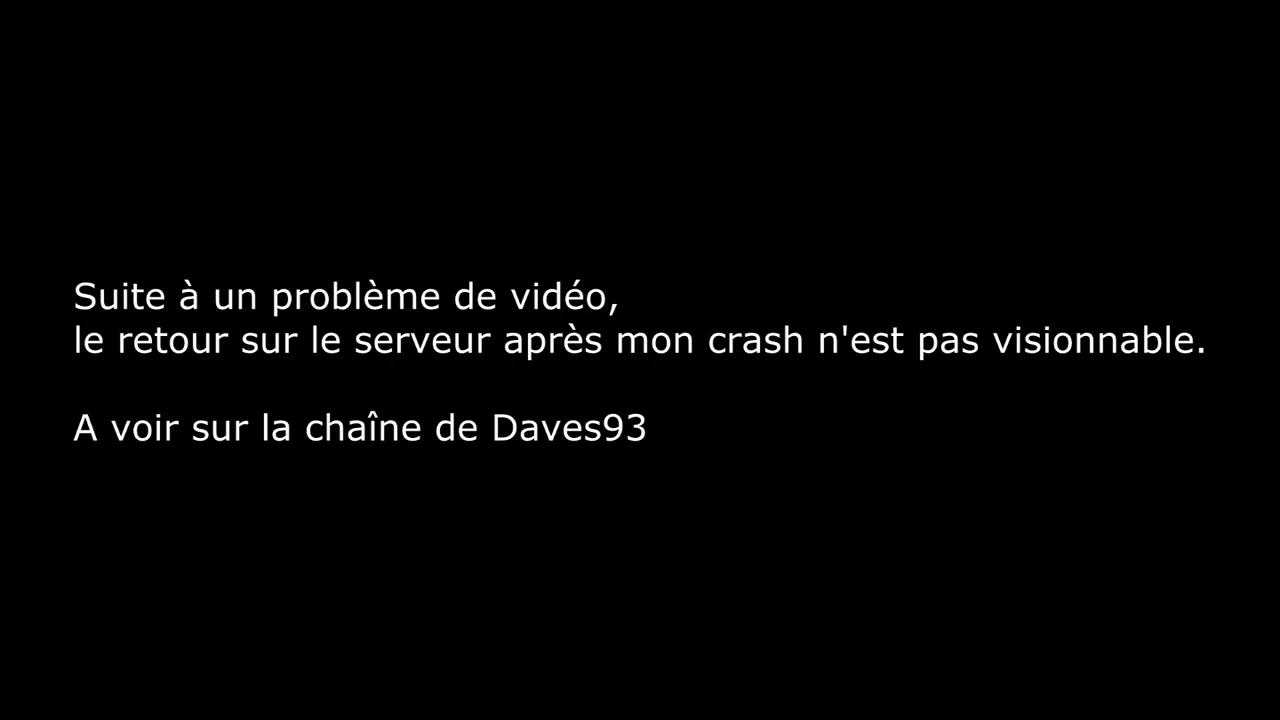 Suite à un problème de vidéo,
le retour sur le serveur après mon crash n'est pas visionnable.
A voir sur la chaîne de Daves93